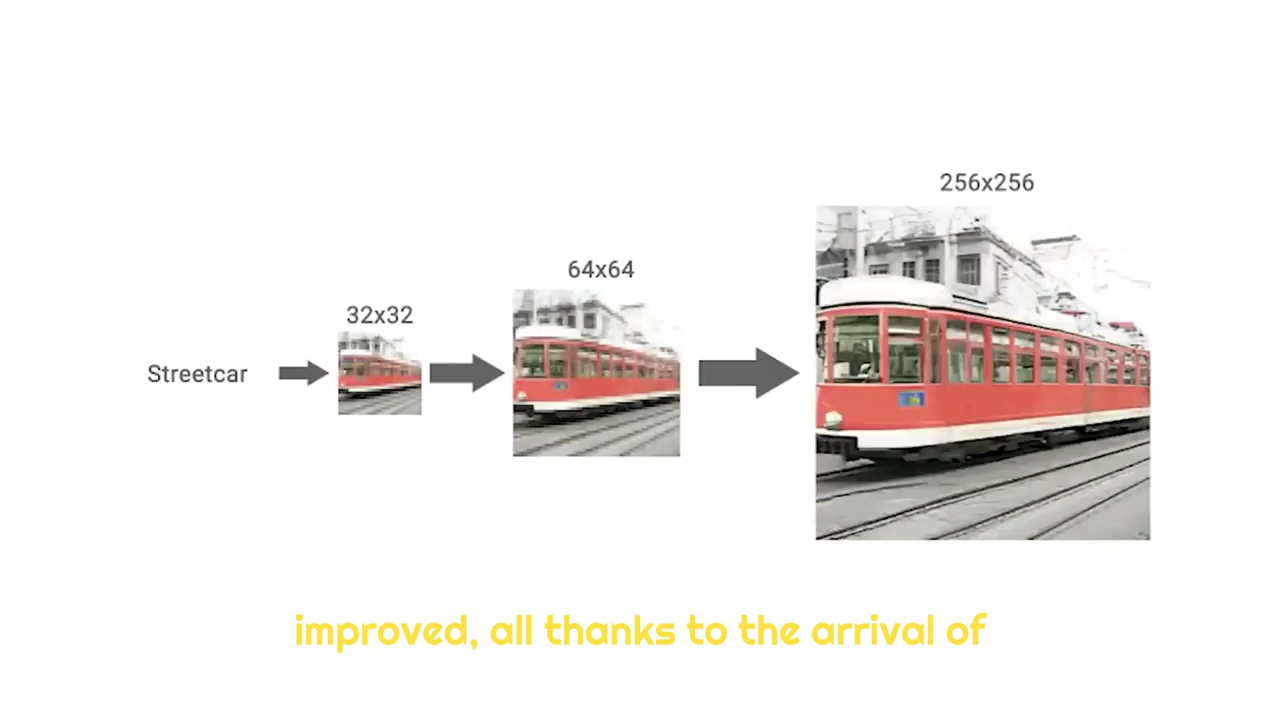 256x256
64x64
32x32
Streetcar
improved, all thanks to the arrival of